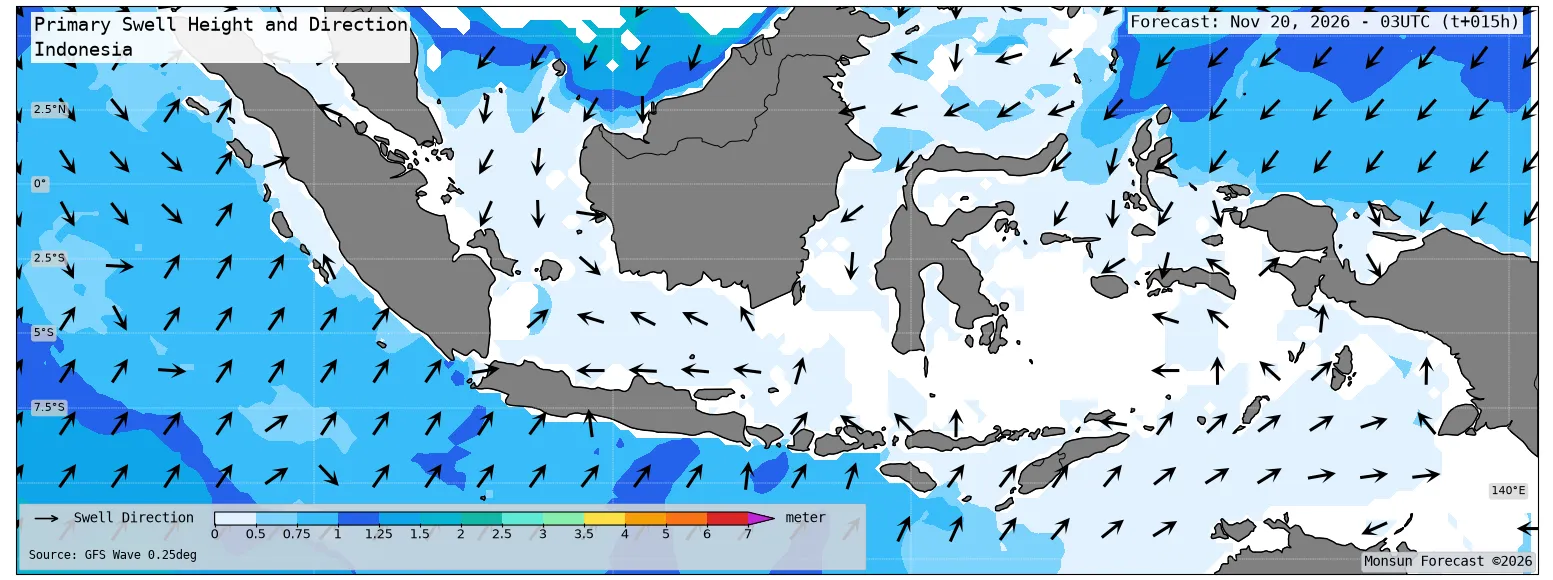 Primary Swell Height and Direction
Indonesia
Forecast: Nov 20, 2026 - 03UTC (t+015h)
2.5°N
0°
2.5°S
5°S
7.5°S
140°E
Swell Direction
meter
0 0.5 0.75 1 1.25 1.5 2 2.5 3 3.5 4 5 6 7
Source: GFS Wave 0.25deg
Monsun Forecast ©2026